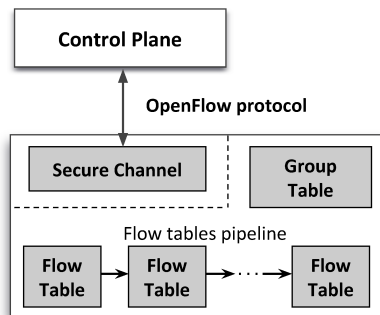 Control Plane
OpenFlow protocol
Secure Channel
Group
Table
Flow tables pipeline
Flow
Table
Flow
Table
...
Flow
Table